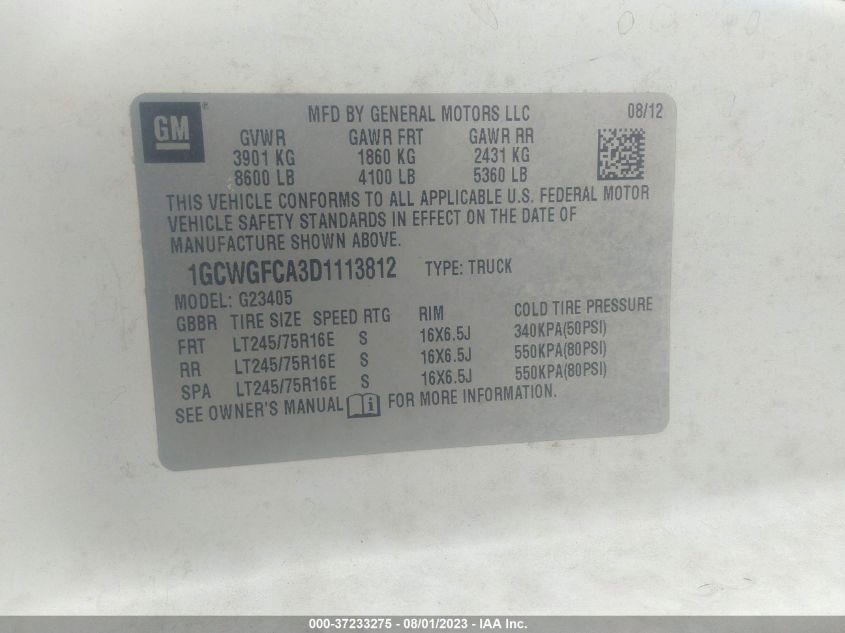 GM
MFD BY GENERAL MOTORS LLC 08/12
GVWR GAWR FRT GAWR RR
3901 KG 1860 KG 2431 KG
8600 LB 4100 LB 5360 LB
THIS VEHICLE CONFORMS TO ALL APPLICABLE U.S. FEDERAL MOTOR
VEHICLE SAFETY STANDARDS IN EFFECT ON THE DATE OF
MANUFACTURE SHOWN ABOVE.
1GCWGFCA3D1113812 TYPE: TRUCK
MODEL: G23405
GBBR TIRE SIZE SPEED RTG RIM COLD TIRE PRESSURE
FRT LT245/75R16E S 16X6.5J 340KPA(50PSI)
RR LT245/75R16E S 16X6.5J 550KPA(80PSI)
SPA LT245/75R16E S 16X6.5J 550KPA(80PSI)
SEE OWNER'S MANUAL i FOR MORE INFORMATION.
000-37233275 - 08/01/2023 - IAA Inc.